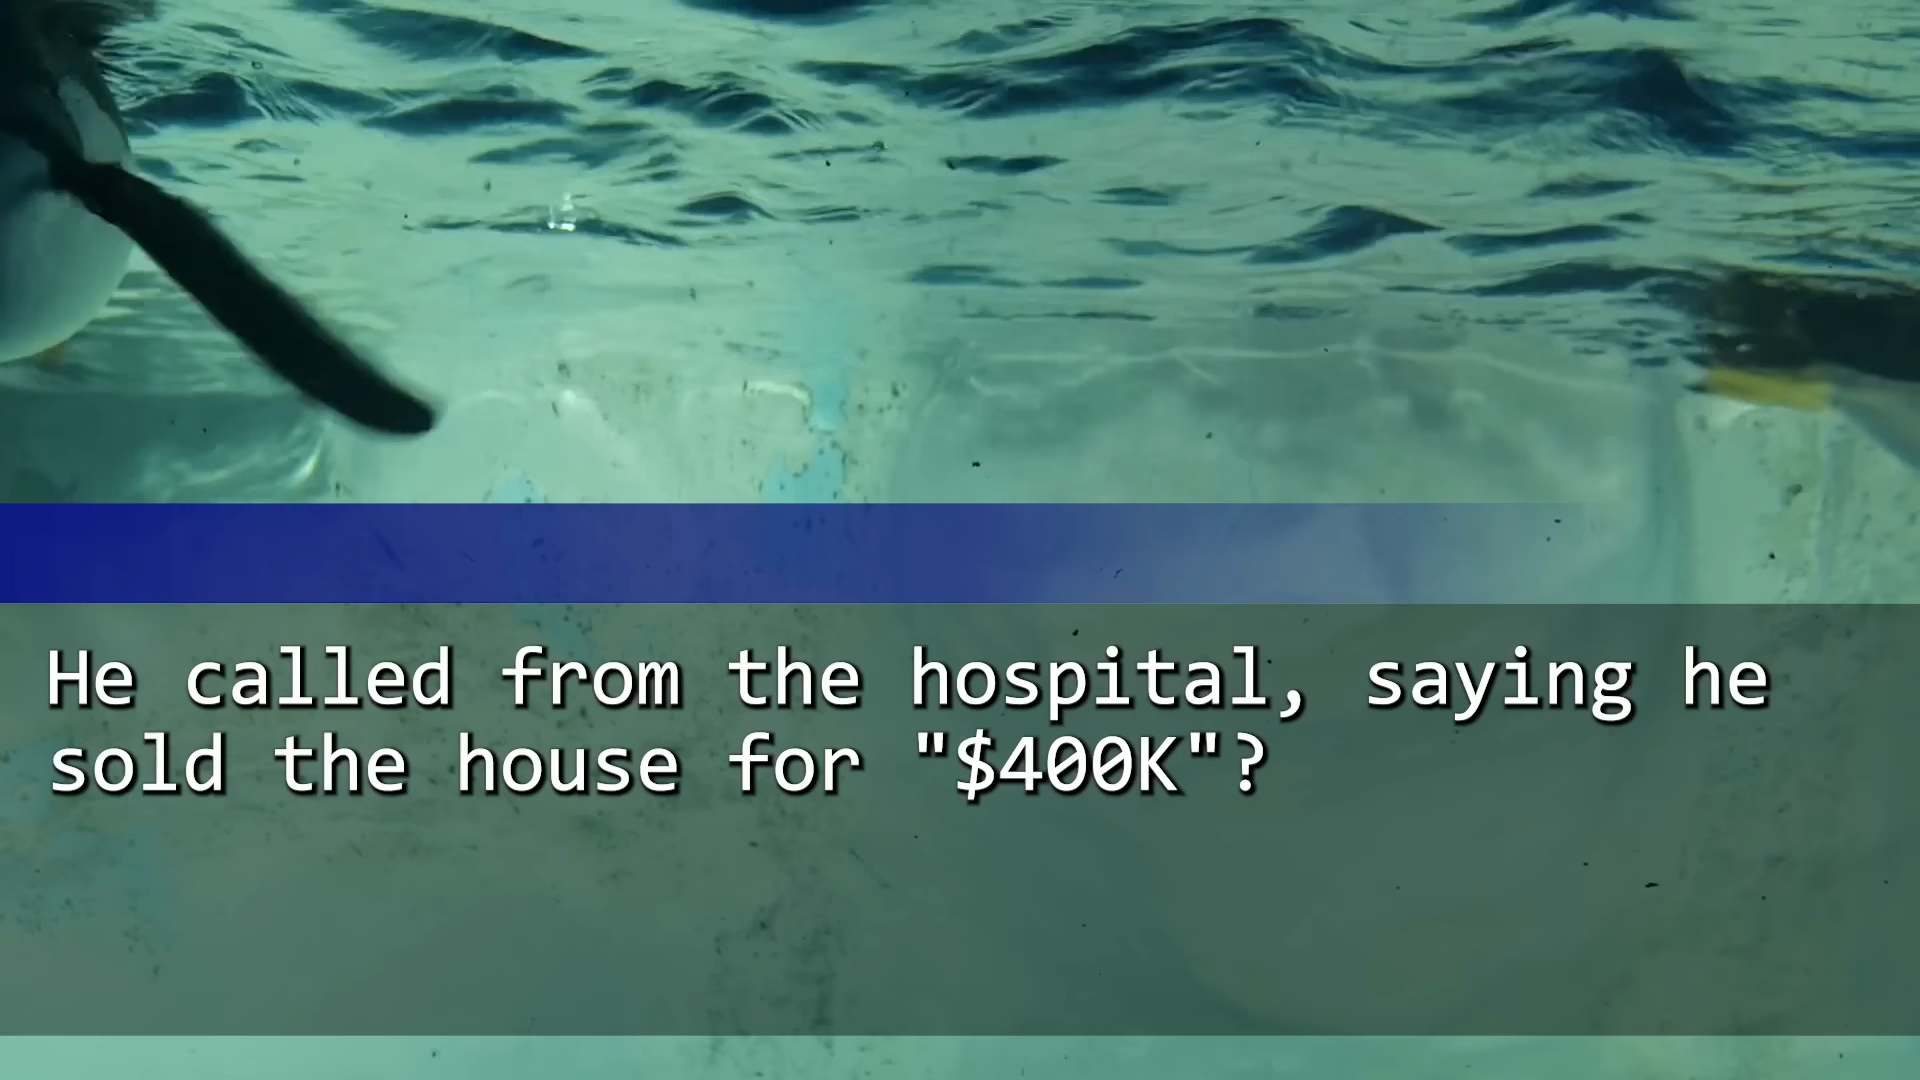 He called from the hospital, saying he
sold the house for "$400K"?